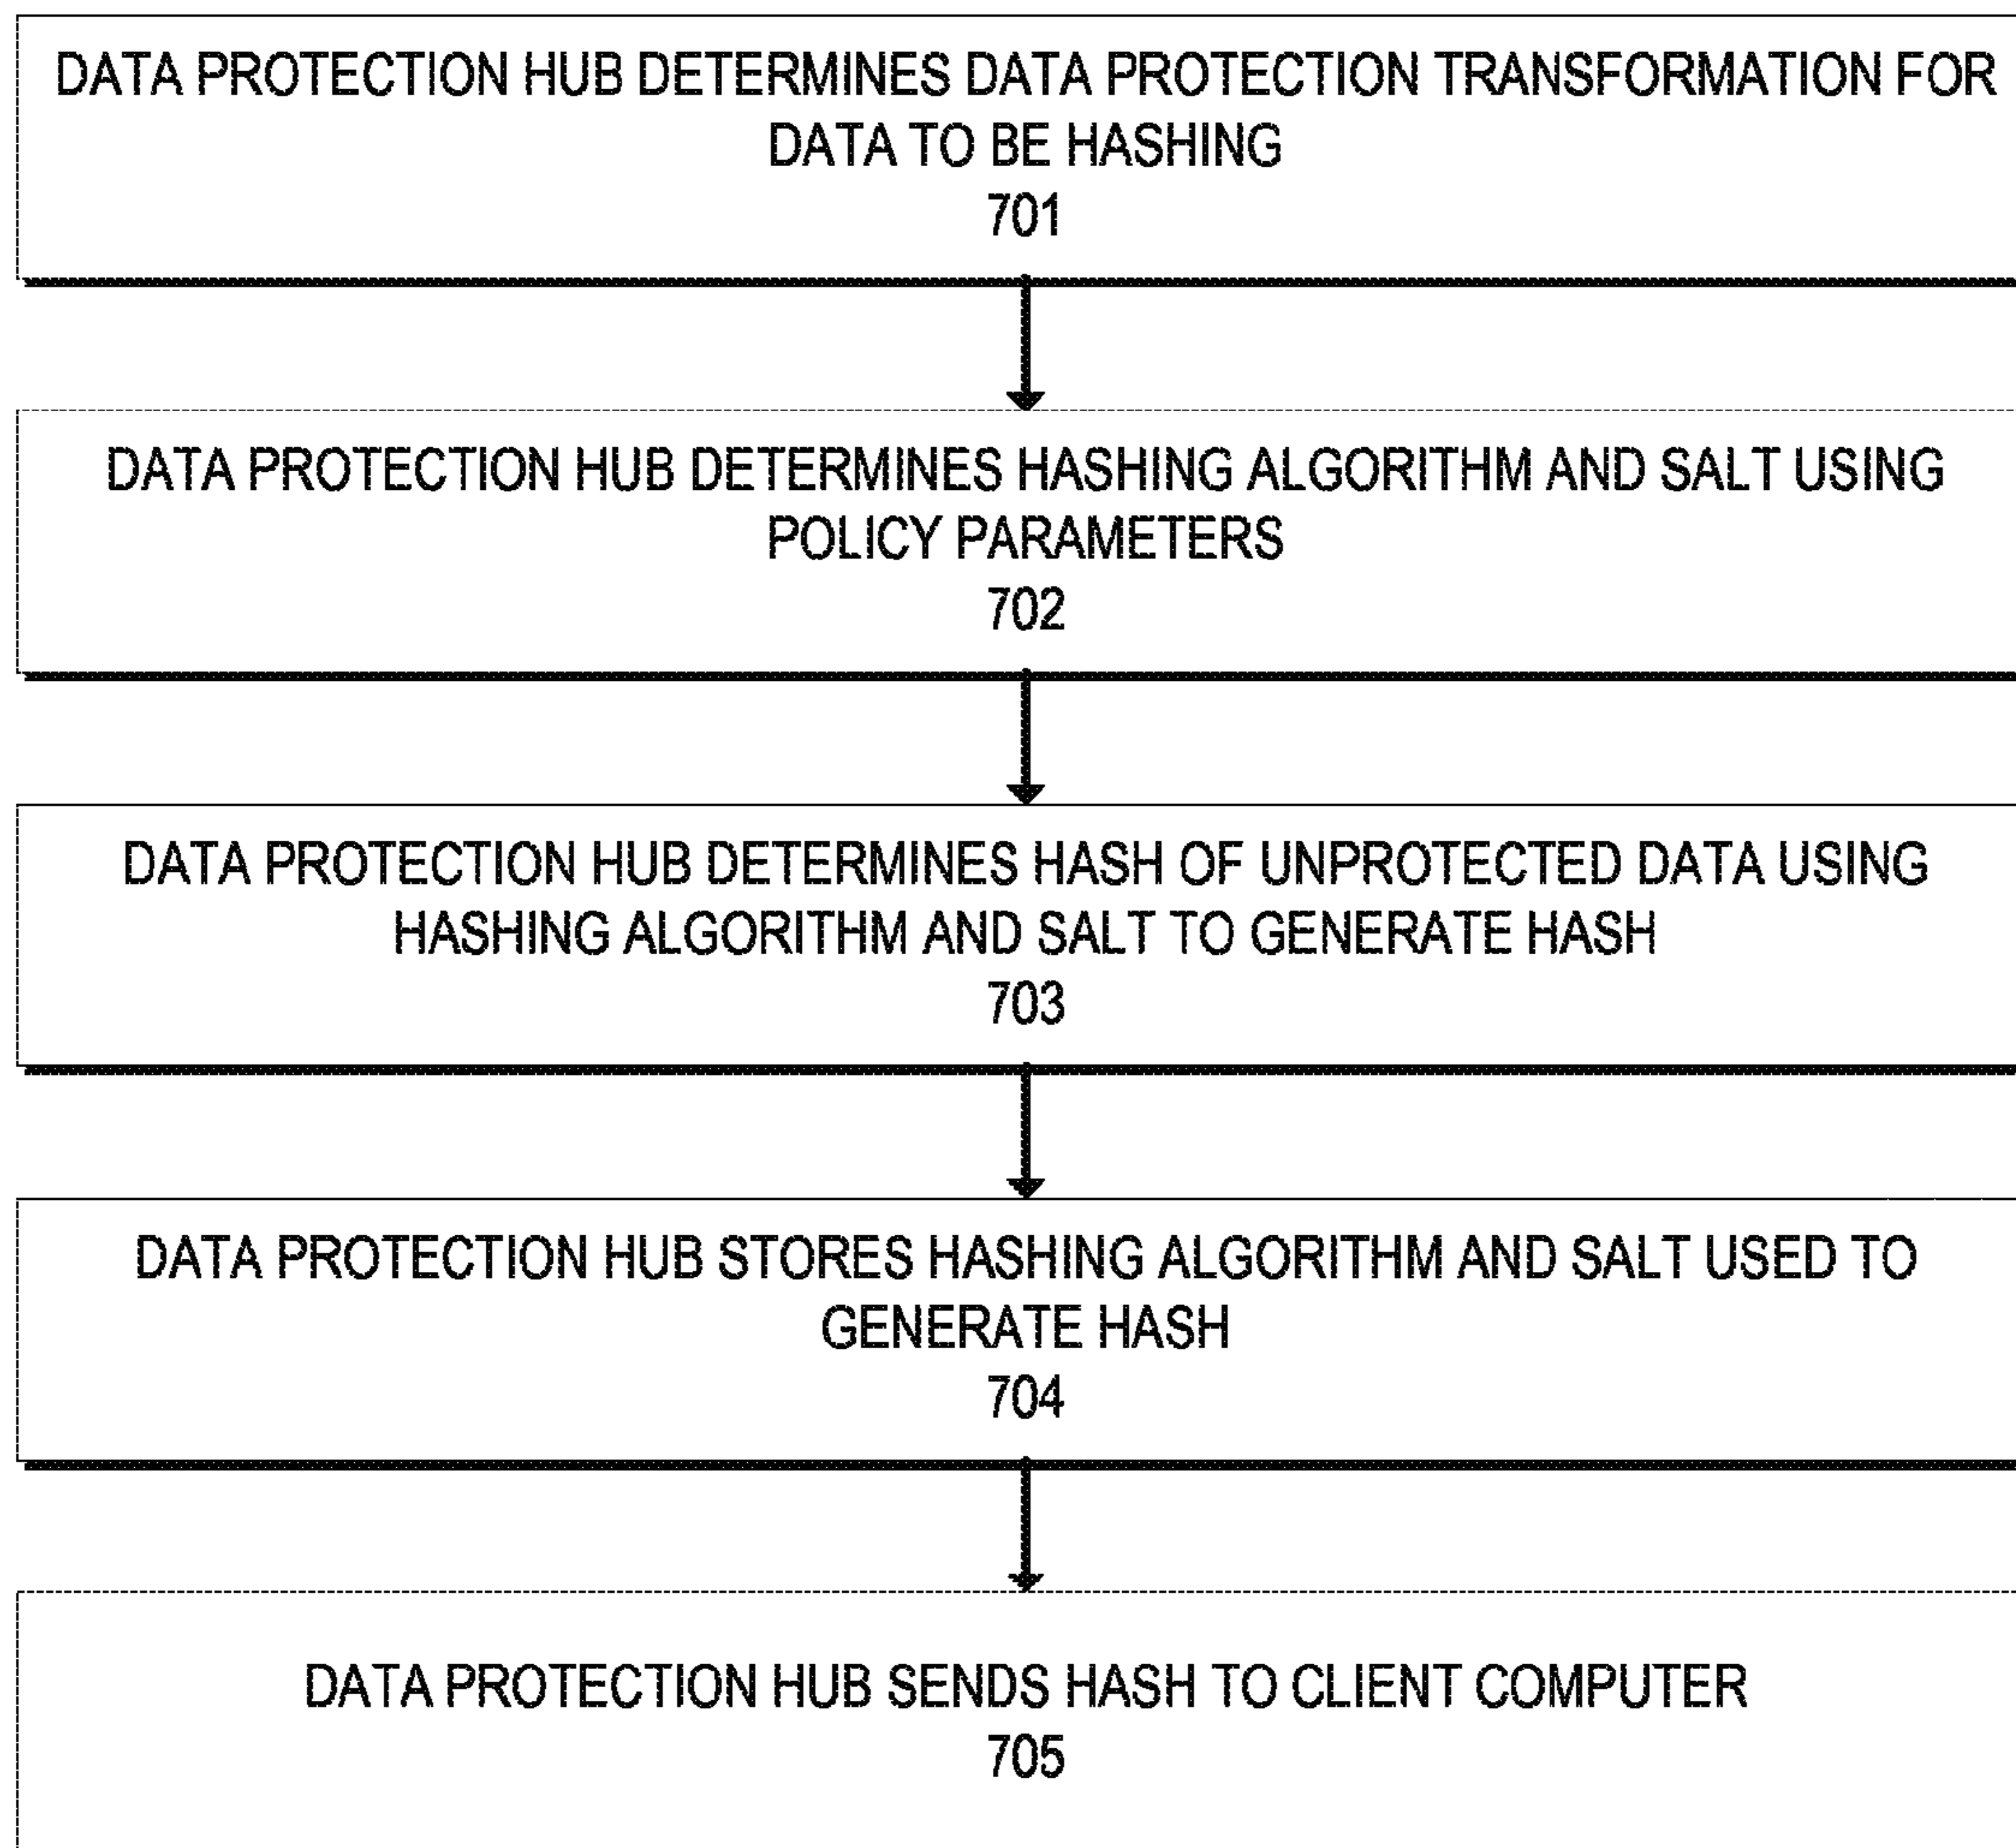 DATA PROTECTION HUB DETERMINES DATA PROTECTION TRANSFORMATION FOR
DATA TO BE HASHING
701
DATA PROTECTION HUB DETERMINES HASHING ALGORITHM AND SALT USING
POLICY PARAMETERS
702
DATA PROTECTION HUB DETERMINES HASH OF UNPROTECTED DATA USING
HASHING ALGORITHM AND SALT TO GENERATE HASH
703
DATA PROTECTION HUB STORES HASHING ALGORITHM AND SALT USED TO
GENERATE HASH
704
DATA PROTECTION HUB SENDS HASH TO CLIENT COMPUTER
705